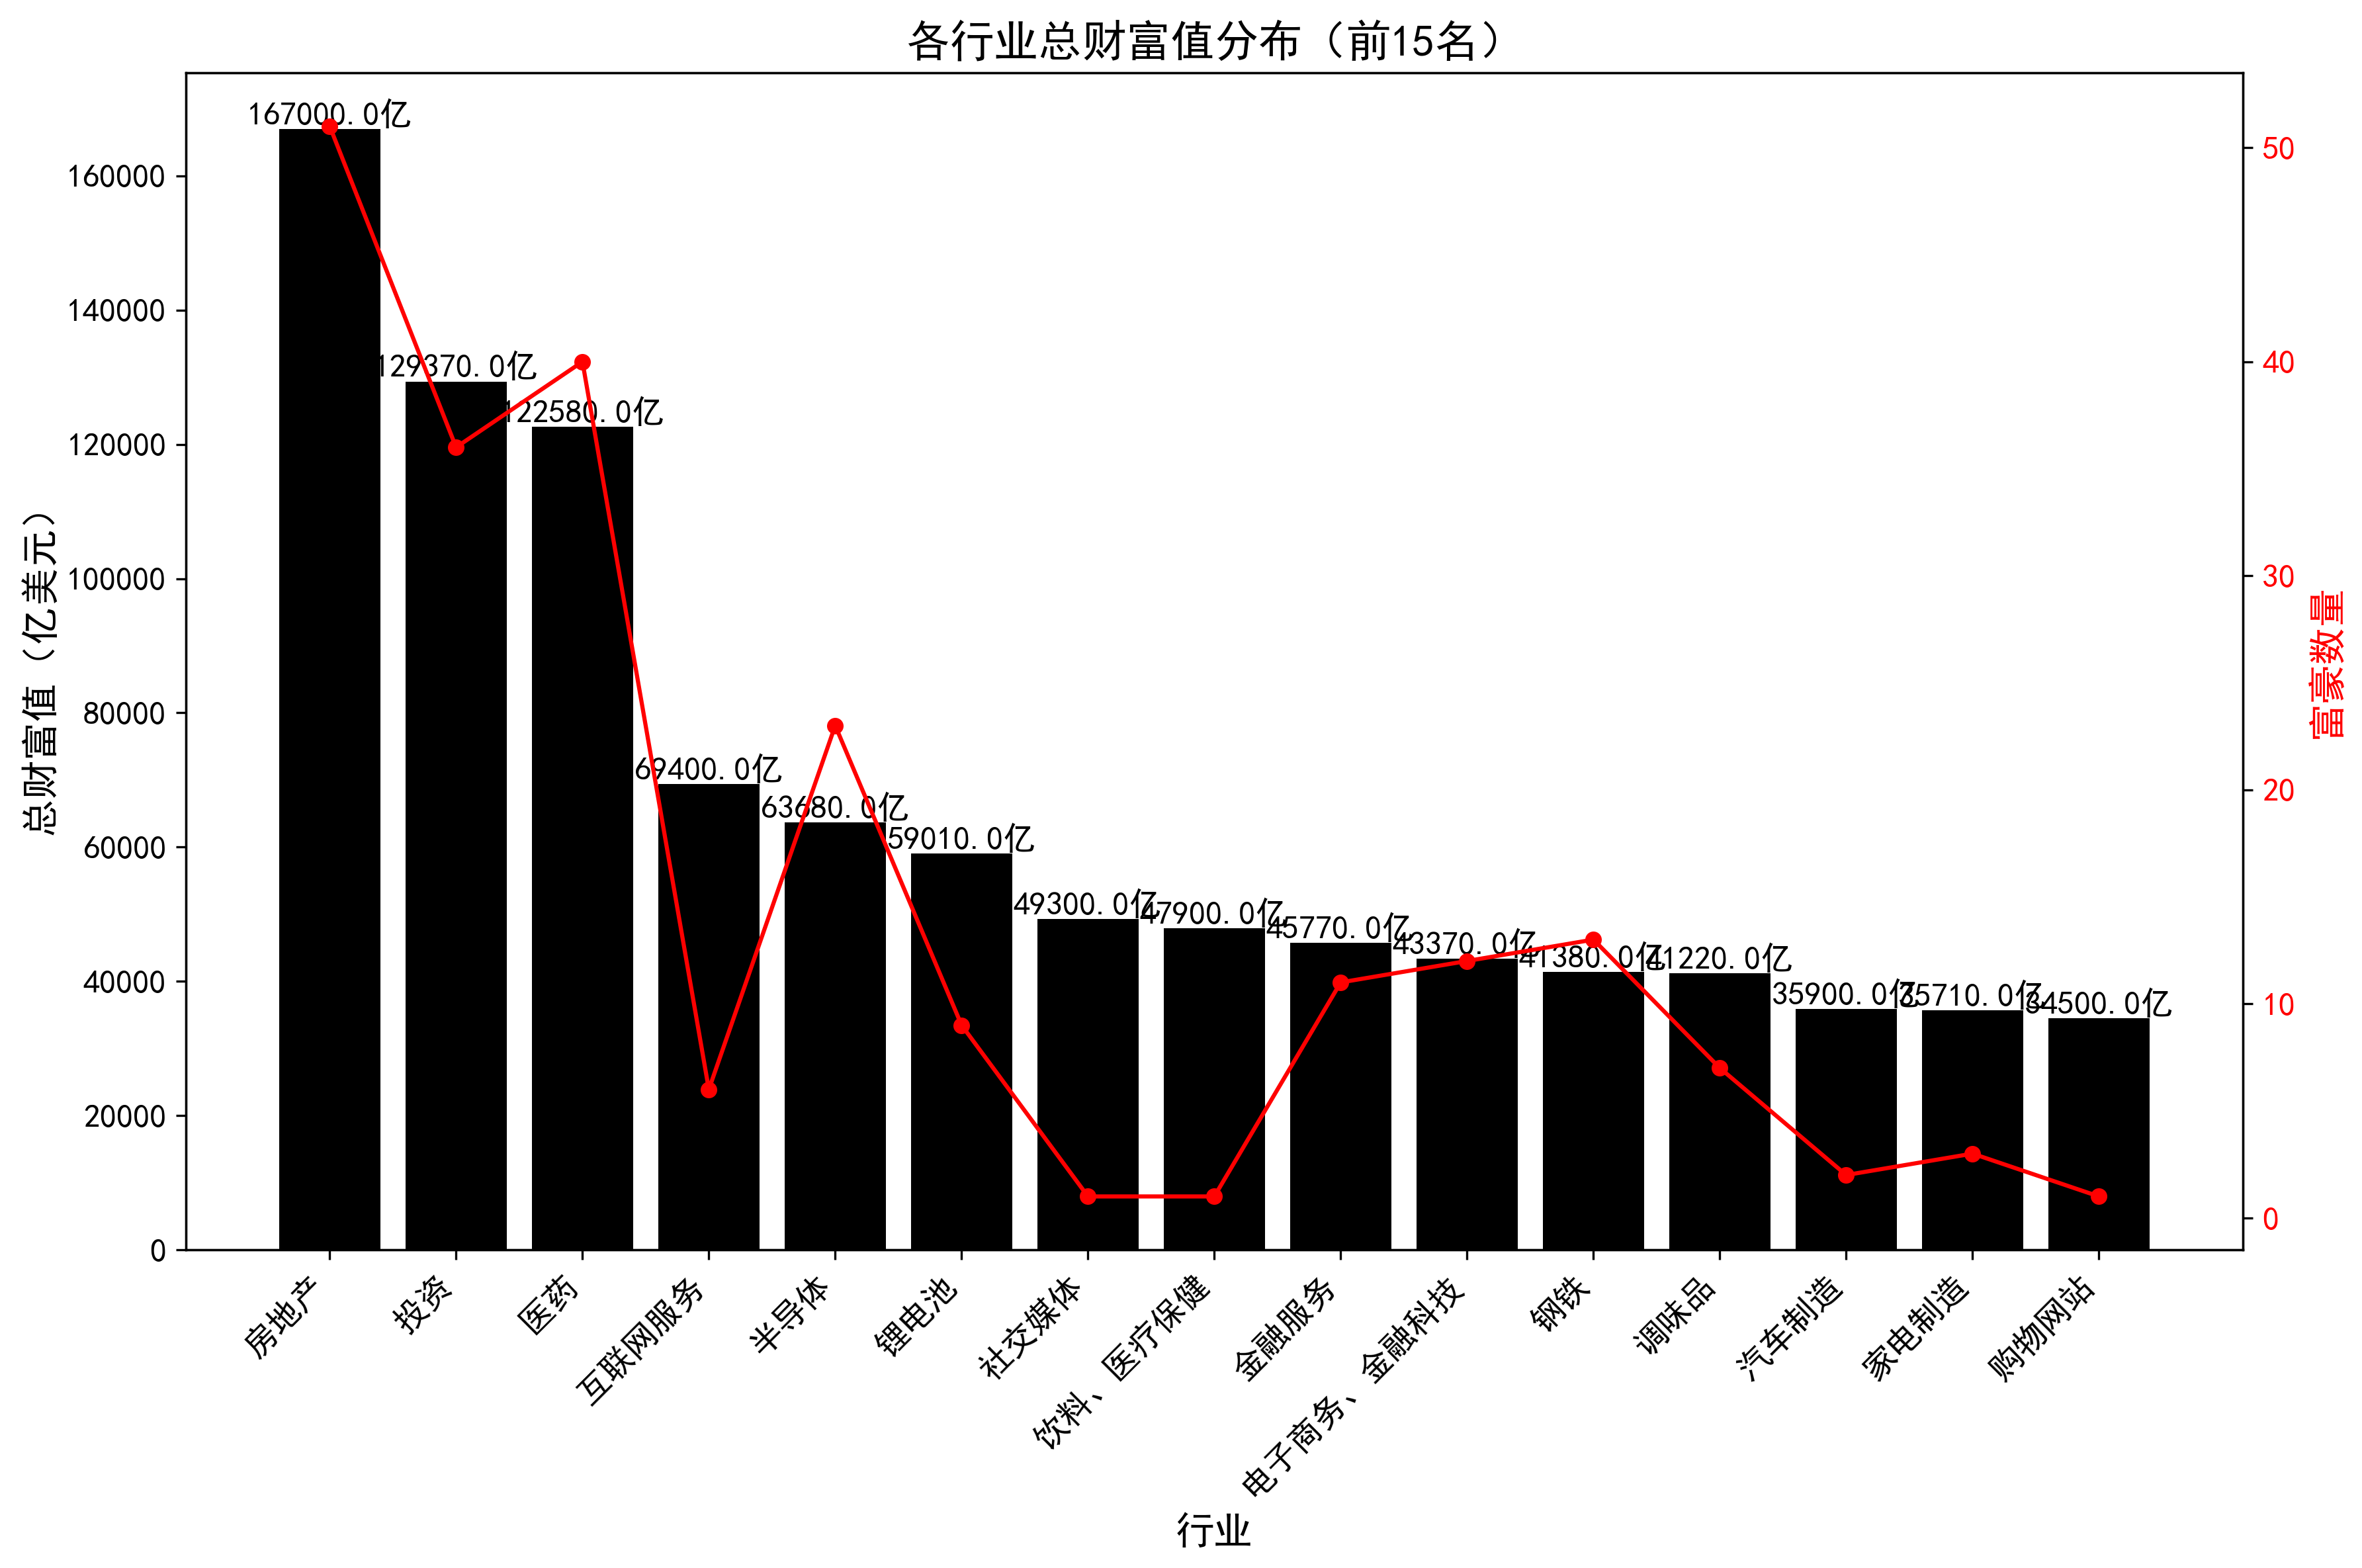 各行业总财富值分布（前15名）
总财富值（亿美元）
160000
140000
120000
100000
80000
60000
40000
20000
0
167000.0亿
129370.0亿
122580.0亿
69400.0亿
63680.0亿
59010.0亿
49300.0亿
47900.0亿
45770.0亿
43370.0亿
41380.0亿
41220.0亿
35900.0亿
35710.0亿
34500.0亿
50
40
30
20
10
0
富豪数量
房地产
投资
医药
互联网服务
半导体
锂电池
社交媒体
饮料、医疗保健
金融服务
电子商务、金融科技
钢铁
调味品
汽车制造
家电制造
购物网站
行业